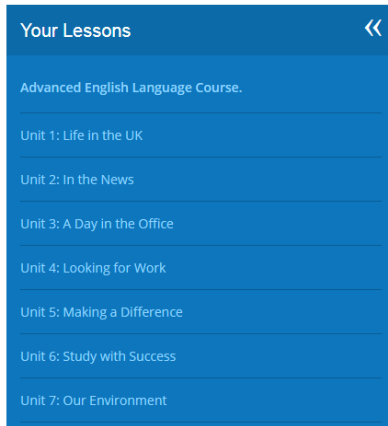 Your Lessons «
Advanced English Language Course.
Unit 1: Life in the UK
Unit 2: In the News
Unit 3: A Day in the Office
Unit 4: Looking for Work
Unit 5: Making a Difference
Unit 6: Study with Success
Unit 7: Our Environment